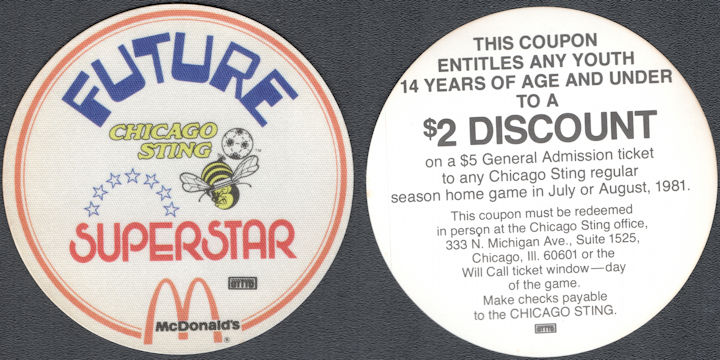 FUTURE
CHICAGO
STING
TM
SUPERSTAR
McDonald's
®
THIS COUPON
ENTITLES ANY YOUTH
14 YEARS OF AGE AND UNDER
TO A
$2 DISCOUNT
on a $5 General Admission ticket
to any Chicago Sting regular
season home game in July or August, 1981.
This coupon must be redeemed
in person at the Chicago Sting office,
333 N. Michigan Ave., Suite 1525,
Chicago, Ill. 60601 or the
Will Call ticket window—day
of the game.
Make checks payable
to the CHICAGO STING.